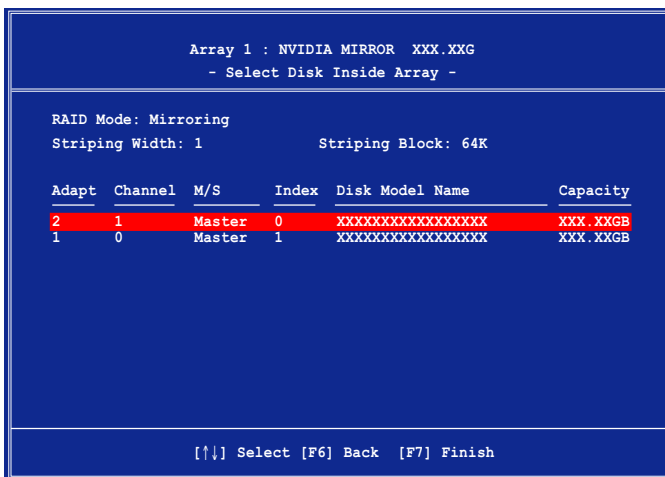 Array 1 : NVIDIA MIRROR XXX.XXG
- Select Disk Inside Array -
RAID Mode: Mirroring
Striping Width: 1 Striping Block: 64K
Adapt Channel M/S Index Disk Model Name Capacity
2 1 Master 0 XXXXXXXXXXXXXXXXX XXX.XXGB
1 0 Master 1 XXXXXXXXXXXXXXXXX XXX.XXGB
[↑↓] Select [F6] Back [F7] Finish